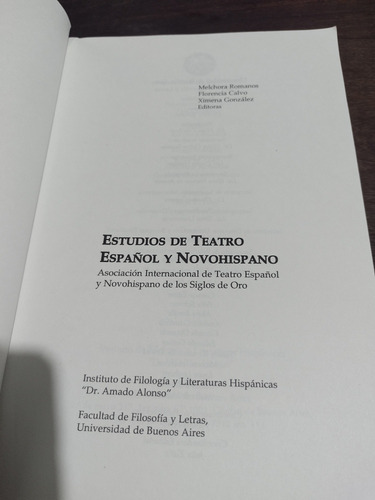 Melchora Romanos
Florencia Calvo
Ximena González
Editoras
ESTUDIOS DE TEATRO
ESPAÑOL Y NOVOHISPANO
Asociación Internacional de Teatro Español
y Novohispano de los Siglos de Oro
Instituto de Filología y Literaturas Hispánicas
"Dr. Amado Alonso"
Facultad de Filosofía y Letras,
Universidad de Buenos Aires